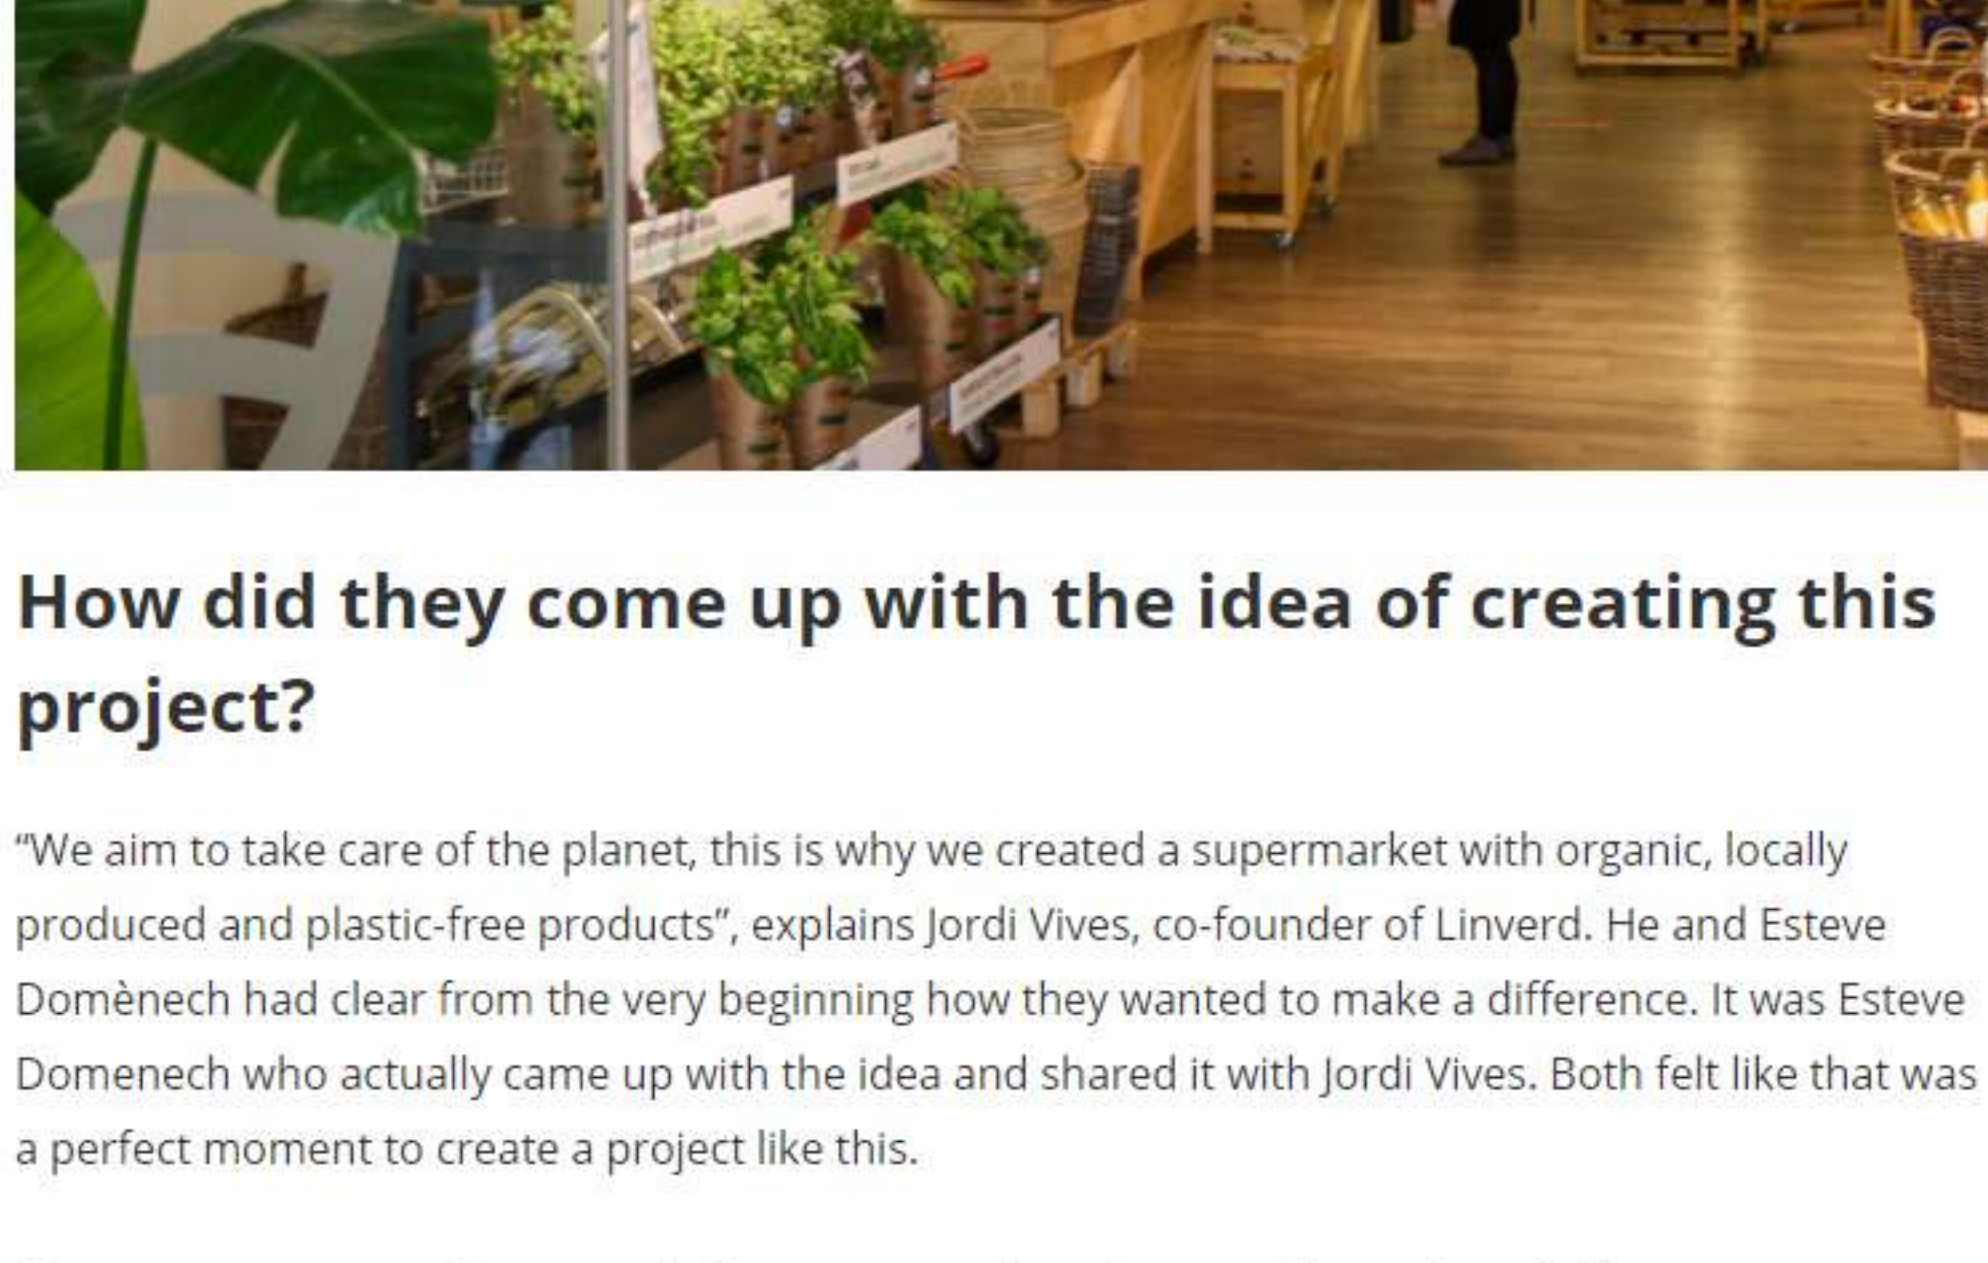 How did they come up with the idea of creating this
project?
“We aim to take care of the planet, this is why we created a supermarket with organic, locally
produced and plastic-free products”, explains Jordi Vives, co-founder of Linverd. He and Esteve
Domènech had clear from the very beginning how they wanted to make a difference. It was Esteve
Domenech who actually came up with the idea and shared it with Jordi Vives. Both felt like that was
a perfect moment to create a project like this.